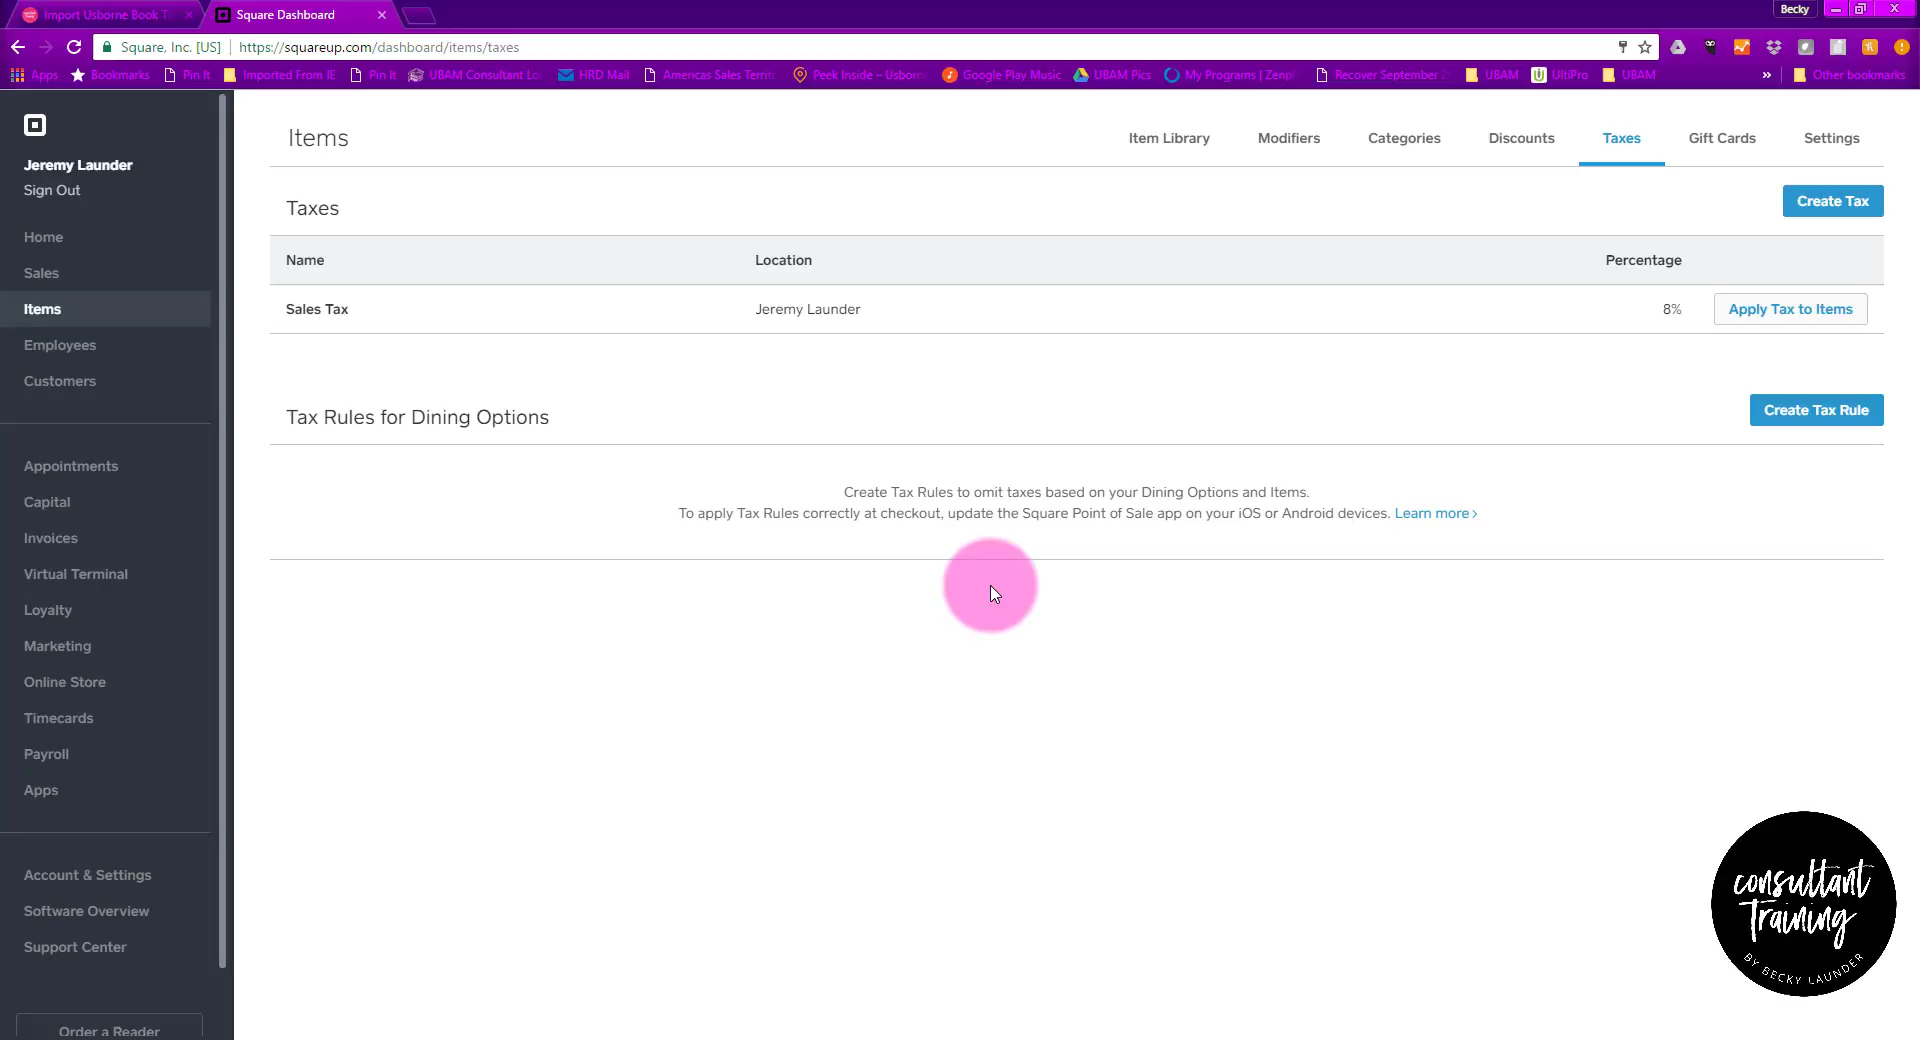 Import Usborne Book T
Square Dashboard
Becky
Square, Inc. [US]
https://squareup.com/dashboard/items/taxes
Apps
Bookmarks
Pin It
Imported From IE
Pin It
UBAM Consultant Lo
HRD Mail
Americas Sales Territo
Peek Inside – Usborn
Google Play Music
UBAM Pics
My Programs | Zenpl
Recover September 2
UBAM
UltiPro
UBAM
»
Other bookmarks
Jeremy Launder
Sign Out
Home
Sales
Items
Employees
Customers
Appointments
Capital
Invoices
Virtual Terminal
Loyalty
Marketing
Online Store
Timecards
Payroll
Apps
Account & Settings
Software Overview
Support Center
Order a Reader
Items
Item Library
Modifiers
Categories
Discounts
Taxes
Gift Cards
Settings
Taxes
Create Tax
Name
Location
Percentage
Sales Tax
Jeremy Launder
8%
Apply Tax to Items
Tax Rules for Dining Options
Create Tax Rule
Create Tax Rules to omit taxes based on your Dining Options and Items.
To apply Tax Rules correctly at checkout, update the Square Point of Sale app on your iOS or Android devices. Learn more >
consultant
Training
BY BECKY LAUNDER